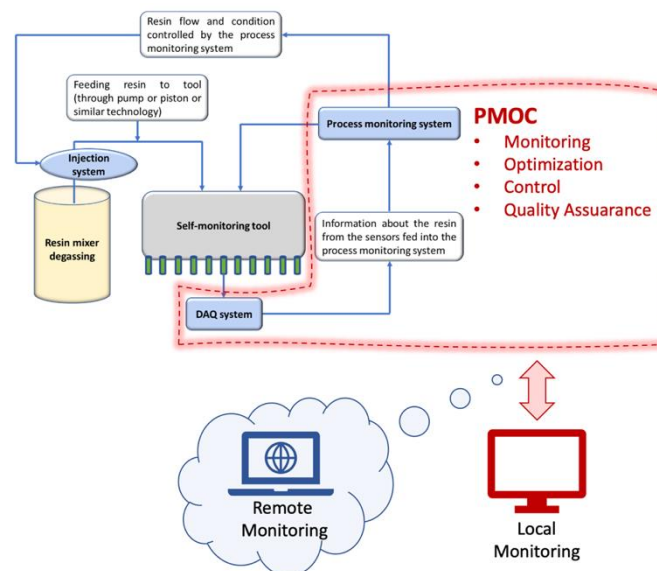 Resin flow and condition
controlled by the process
monitoring system
Feeding resin to tool
(through pump or piston or
similar technology)
Process monitoring system
PMOC
• Monitoring
• Optimization
• Control
• Quality Assuarance
Injection
system
Self-monitoring tool
Information about the resin
from the sensors fed into the
process monitoring system
Resin mixer
degassing
DAQ system
Remote
Monitoring
Local
Monitoring